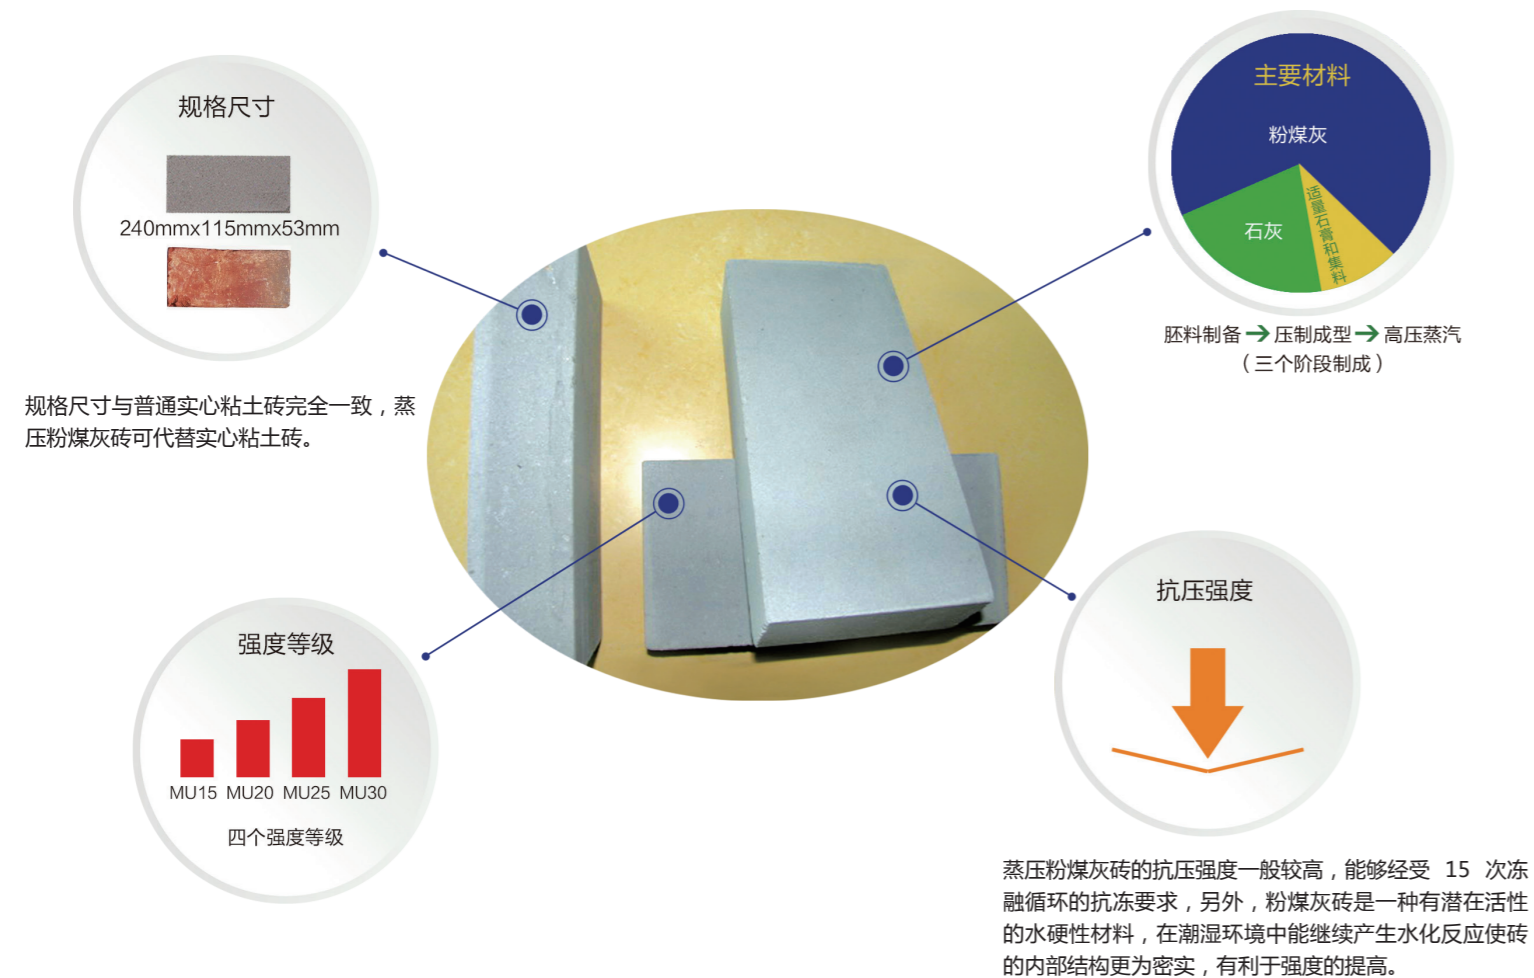 规格尺寸
240mmx115mmx53mm
规格尺寸与普通实心粘土砖完全一致，蒸
压粉煤灰砖可代替实心粘土砖。
主要材料
粉煤灰
石灰
适量石膏和集料
胚料制备→压制成型→高压蒸汽
（三个阶段制成）
强度等级
MU15 MU20 MU25 MU30
四个强度等级
抗压强度
蒸压粉煤灰砖的抗压强度一般较高，能够经受 15 次冻
融循环的抗冻要求，另外，粉煤灰砖是一种有潜在活性
的水硬性材料，在潮湿环境中能继续产生水化反应使砖
的内部结构更为密实，有利于强度的提高。